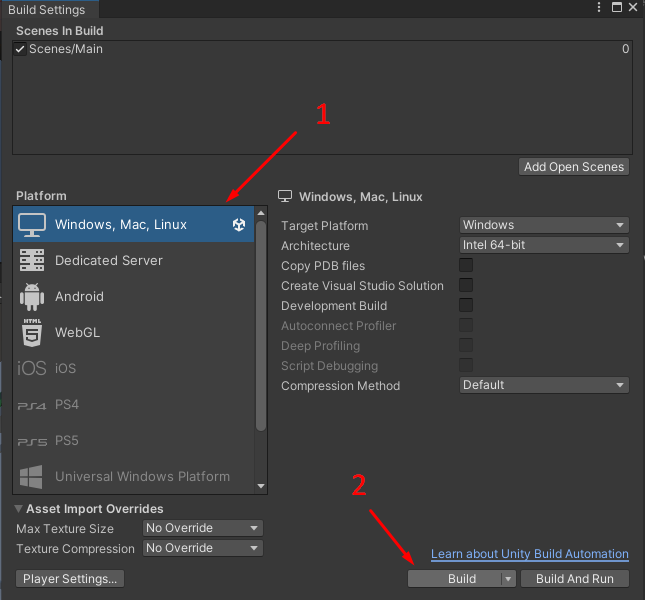 Build Settings
Scenes In Build
Scenes/Main 0
1
Add Open Scenes
Platform
Windows, Mac, Linux
Dedicated Server
Android
HTML 5 WebGL
iOS iOS
PS4 PS4
PS5 PS5
Universal Windows Platform
Windows, Mac, Linux
Target Platform Windows
Architecture Intel 64-bit
Copy PDB files
Create Visual Studio Solution
Development Build
Autoconnect Profiler
Deep Profiling
Script Debugging
Compression Method Default
2
Asset Import Overrides
Max Texture Size No Override
Texture Compression No Override
Learn about Unity Build Automation
Player Settings...
Build
Build And Run